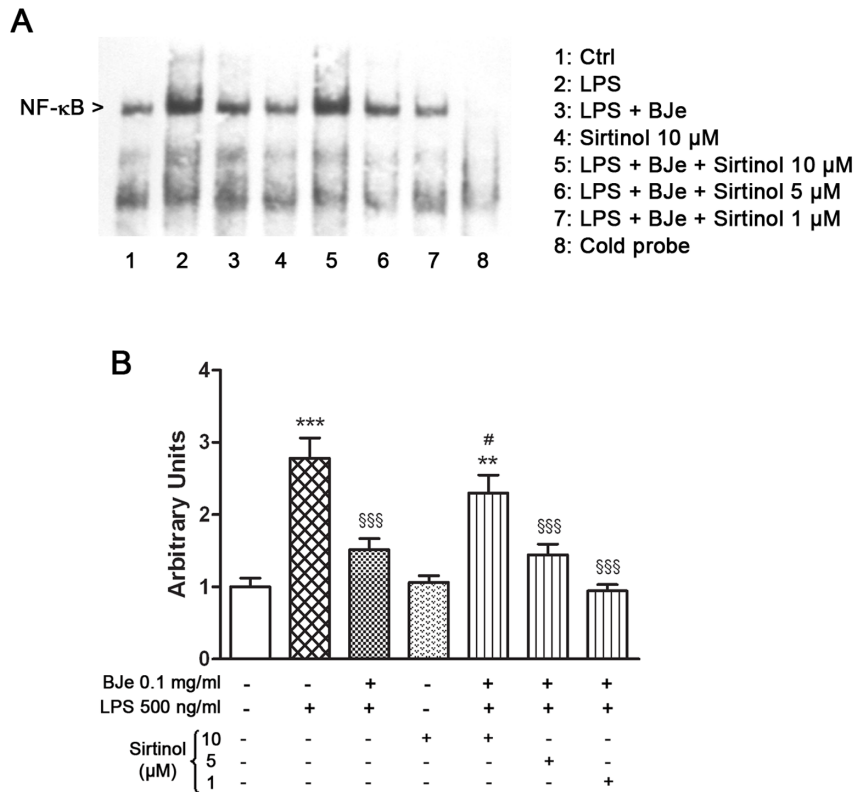 A
NF-κB >
1 2 3 4 5 6 7 8
1: Ctrl
2: LPS
3: LPS + BJe
4: Sirtinol 10 µM
5: LPS + BJe + Sirtinol 10 µM
6: LPS + BJe + Sirtinol 5 µM
7: LPS + BJe + Sirtinol 1 µM
8: Cold probe
B
Arbitrary Units
4
3
2
1
0
***
§§§
#
**
§§§
§§§
BJe 0.1 mg/ml - - + - + + +
LPS 500 ng/ml - + + - + + +
Sirtinol (µM)
10 - - - + + - -
5 - - - - - + -
1 - - - - - - +